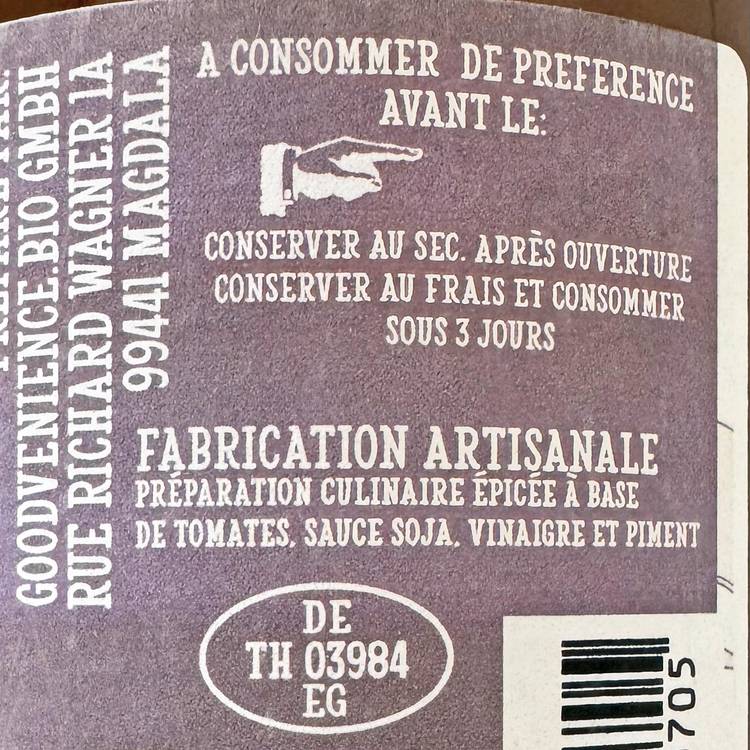 A CONSOMMER DE PREFERENCE
AVANT LE:
CONSERVER AU SEC. APRÈS OUVERTURE
CONSERVER AU FRAIS ET CONSOMMER
SOUS 3 JOURS
GOODVENIENCE.BIO GMBH
RUE RICHARD WAGNER 1A
99441 MAGDALA
FABRICATION ARTISANALE
PRÉPARATION CULINAIRE ÉPICÉE À BASE
DE TOMATES, SAUCE SOJA, VINAIGRE ET PIMENT
DE
TH 03984
EG
705